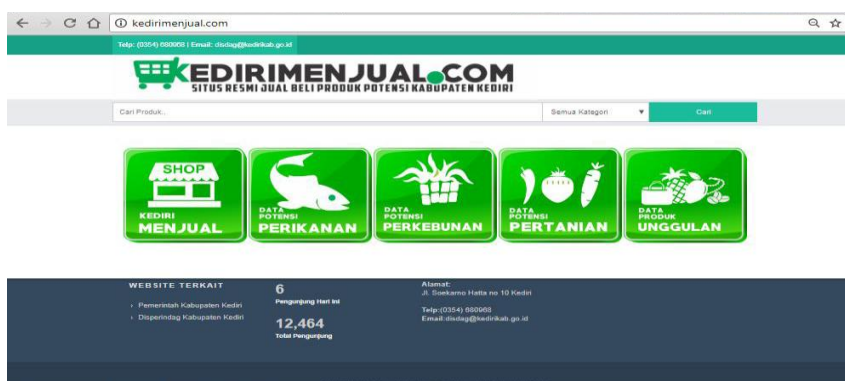 kedirimenjual.com
Telp: (0354) 680968 | Email: disdag@kedirikab.go.id
KEDIRIMENJUAL.COM
SITUS RESMI JUAL BELI PRODUK POTENSI KABUPATEN KEDIRI
Cari Produk..
Semua Kategori
Cari
SHOP
KEDIRI
MENJUAL
DATA
POTENSI
PERIKANAN
DATA
POTENSI
PERKEBUNAN
DATA
POTENSI
PERTANIAN
DATA
PRODUK
UNGGULAN
WEBSITE TERKAIT
› Pemerintah Kabupaten Kediri
› Disperindag Kabupaten Kediri
6
Pengunjung Hari Ini
12,464
Total Pengunjung
Alamat:
Jl. Soekarno Hatta no 10 Kediri
Telp:(0354) 680968
Email:disdag@kedirikab.go.id